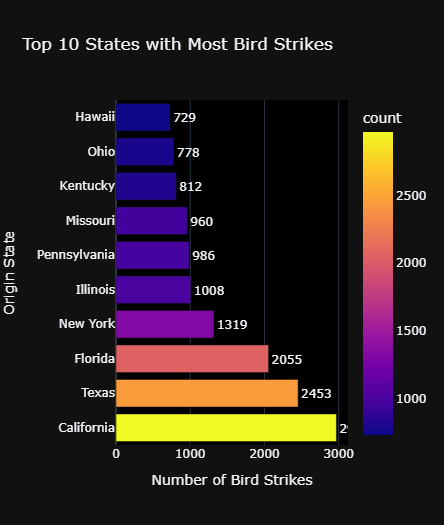 Top 10 States with Most Bird Strikes
count
Hawaii 729
Ohio 778
Kentucky 812
Missouri 960
Pennsylvania 986
Illinois 1008
New York 1319
Florida 2055
Texas 2453
California
0 1000 2000 3000
Number of Bird Strikes
Origin State
2500
2000
1500
1000